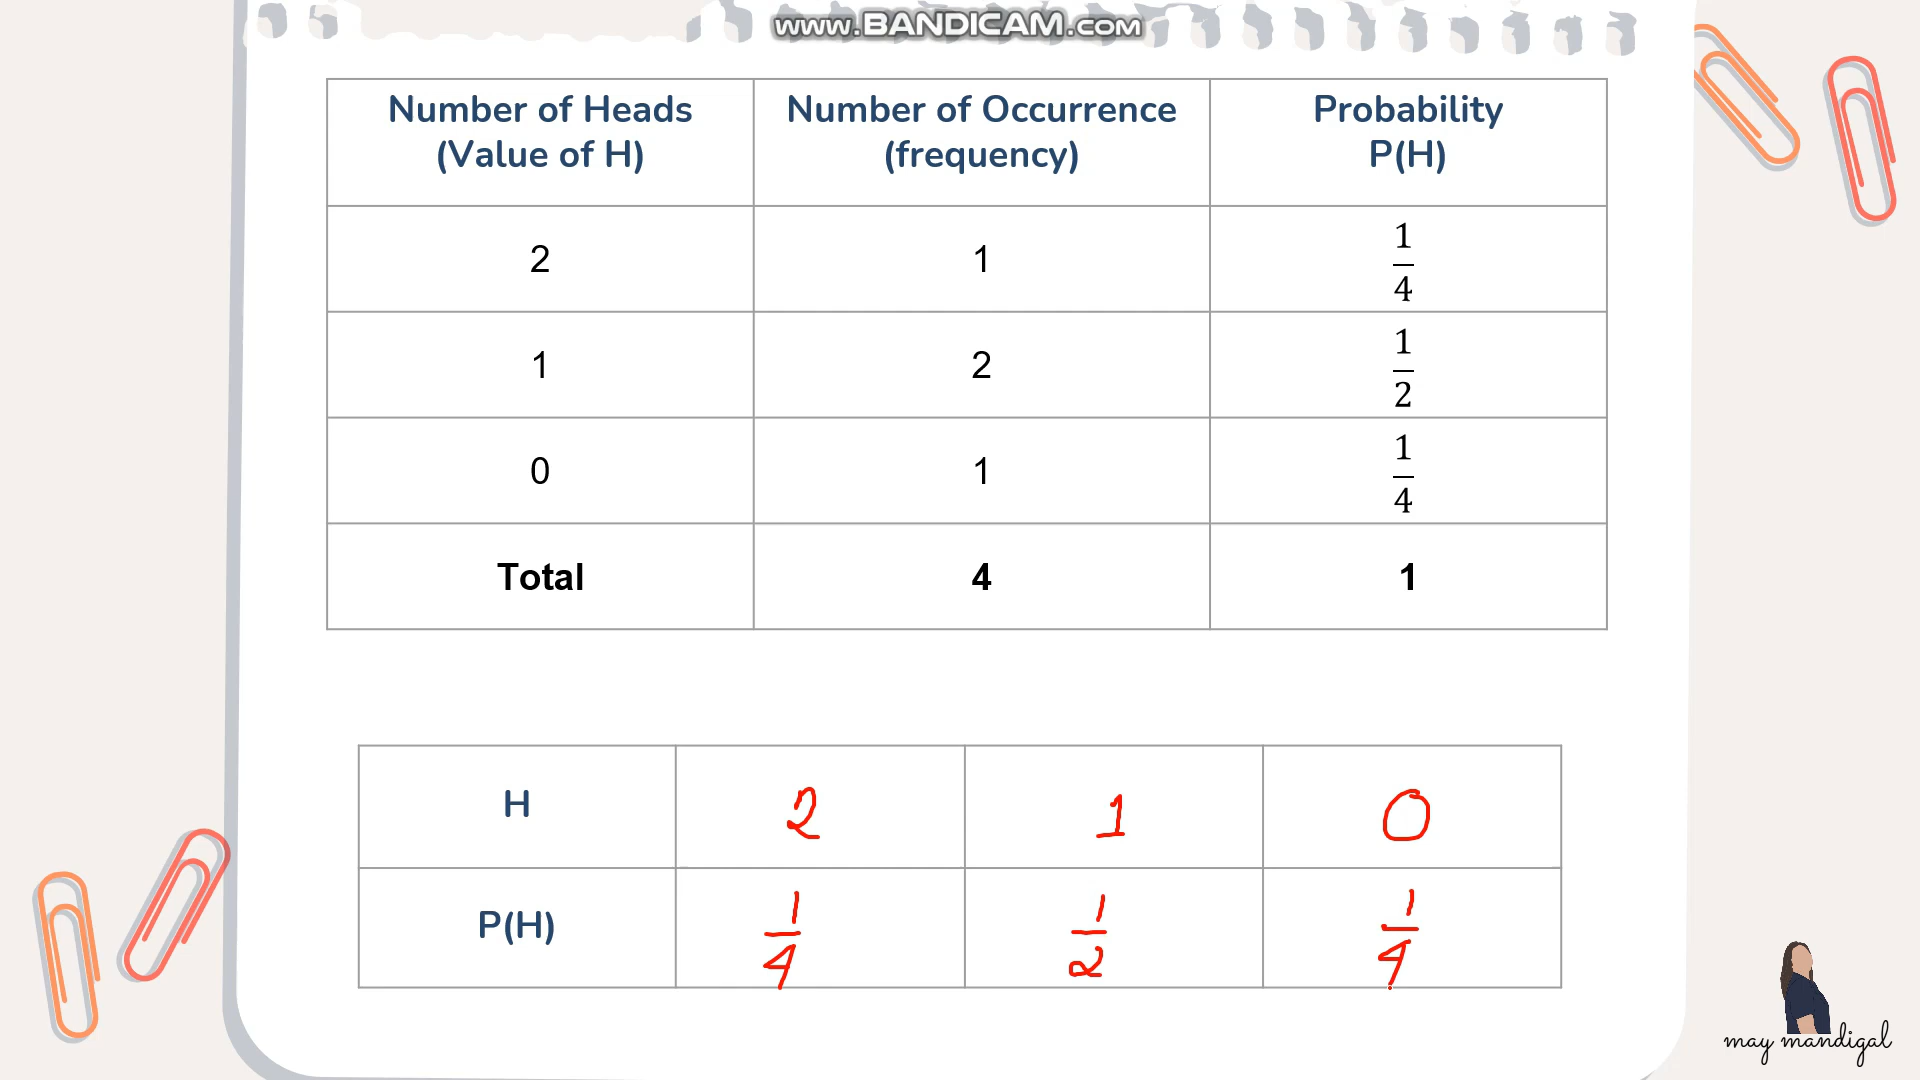 www.BANDICAM.com
Number of Heads (Value of H) Number of Occurrence (frequency) Probability P(H)
2 1 1/4
1 2 1/2
0 1 1/4
Total 4 1
H 2 1 0
P(H) 1/4 1/2 1/4
may mandigal